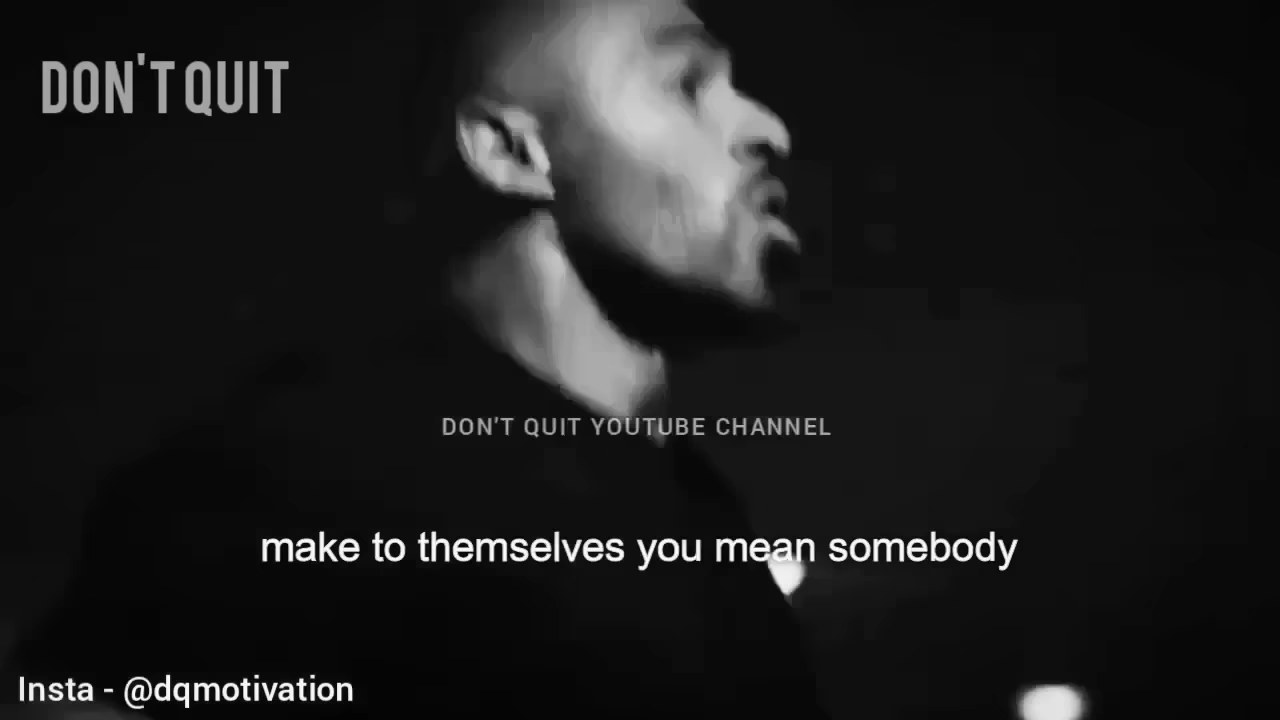 DON'T QUIT
DON'T QUIT YOUTUBE CHANNEL
make to themselves you mean somebody
Insta - @dqmotivation